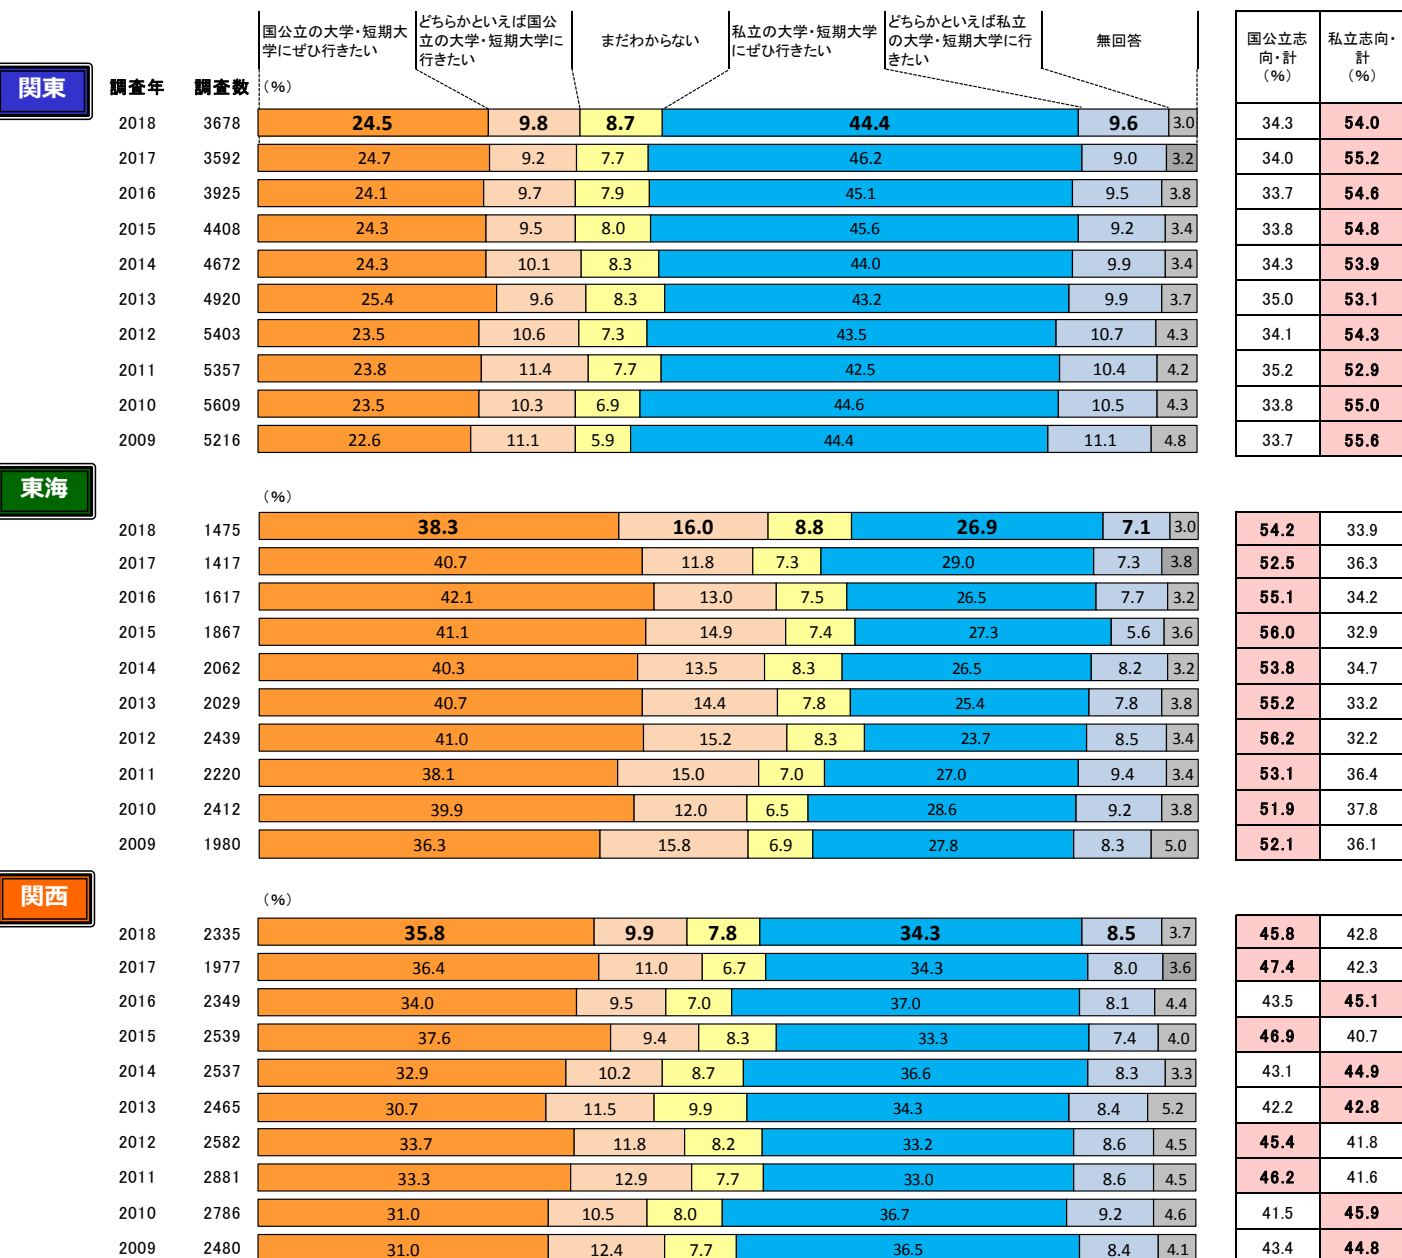 国公立の大学・短期大
学にぜひ行きたい
どちらかといえば国公
立の大学・短期大学に
行きたい
まだわからない
私立の大学・短期大学
にぜひ行きたい
どちらかといえば私立
の大学・短期大学に行
きたい
無回答
国公立志
向・計
（%）
私立志向・
計
（%）
関東
調査年 調査数 （%）
2018 3678 24.5 9.8 8.7 44.4 9.6 3.0 34.3 54.0
2017 3592 24.7 9.2 7.7 46.2 9.0 3.2 34.0 55.2
2016 3925 24.1 9.7 7.9 45.1 9.5 3.8 33.7 54.6
2015 4408 24.3 9.5 8.0 45.6 9.2 3.4 33.8 54.8
2014 4672 24.3 10.1 8.3 44.0 9.9 3.4 34.3 53.9
2013 4920 25.4 9.6 8.3 43.2 9.9 3.7 35.0 53.1
2012 5403 23.5 10.6 7.3 43.5 10.7 4.3 34.1 54.3
2011 5357 23.8 11.4 7.7 42.5 10.4 4.2 35.2 52.9
2010 5609 23.5 10.3 6.9 44.6 10.5 4.3 33.8 55.0
2009 5216 22.6 11.1 5.9 44.4 11.1 4.8 33.7 55.6
東海
（%）
2018 1475 38.3 16.0 8.8 26.9 7.1 3.0 54.2 33.9
2017 1417 40.7 11.8 7.3 29.0 7.3 3.8 52.5 36.3
2016 1617 42.1 13.0 7.5 26.5 7.7 3.2 55.1 34.2
2015 1867 41.1 14.9 7.4 27.3 5.6 3.6 56.0 32.9
2014 2062 40.3 13.5 8.3 26.5 8.2 3.2 53.8 34.7
2013 2029 40.7 14.4 7.8 25.4 7.8 3.8 55.2 33.2
2012 2439 41.0 15.2 8.3 23.7 8.5 3.4 56.2 32.2
2011 2220 38.1 15.0 7.0 27.0 9.4 3.4 53.1 36.4
2010 2412 39.9 12.0 6.5 28.6 9.2 3.8 51.9 37.8
2009 1980 36.3 15.8 6.9 27.8 8.3 5.0 52.1 36.1
関西
（%）
2018 2335 35.8 9.9 7.8 34.3 8.5 3.7 45.8 42.8
2017 1977 36.4 11.0 6.7 34.3 8.0 3.6 47.4 42.3
2016 2349 34.0 9.5 7.0 37.0 8.1 4.4 43.5 45.1
2015 2539 37.6 9.4 8.3 33.3 7.4 4.0 46.9 40.7
2014 2537 32.9 10.2 8.7 36.6 8.3 3.3 43.1 44.9
2013 2465 30.7 11.5 9.9 34.3 8.4 5.2 42.2 42.8
2012 2582 33.7 11.8 8.2 33.2 8.6 4.5 45.4 41.8
2011 2881 33.3 12.9 7.7 33.0 8.6 4.5 46.2 41.6
2010 2786 31.0 10.5 8.0 36.7 9.2 4.6 41.5 45.9
2009 2480 31.0 12.4 7.7 36.5 8.4 4.1 43.4 44.8